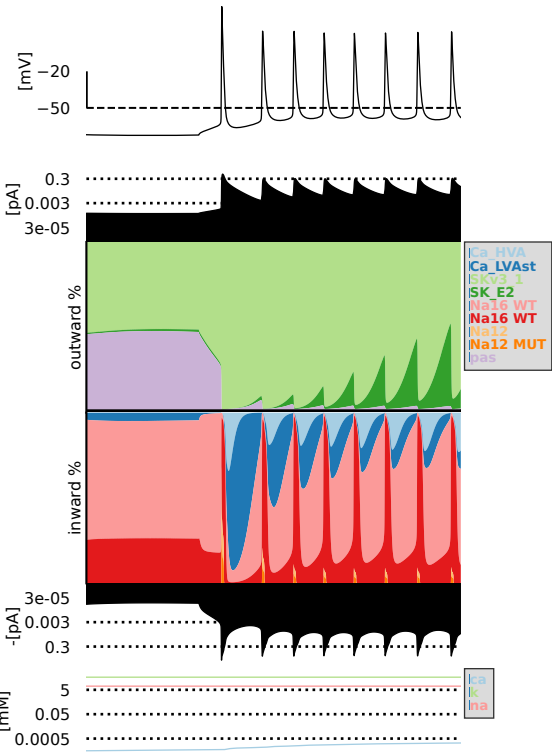 [mV]
−20
−50
[pA]
0.3
0.003
3e-05
outward %
Ca_HVA
Ca_LVAst
SKv3_1
SK_E2
Na16 WT
Na16 WT
Na12
Na12 MUT
pas
inward %
-[pA]
3e-05
0.003
0.3
[mM]
5
0.05
0.0005
ca
k
na